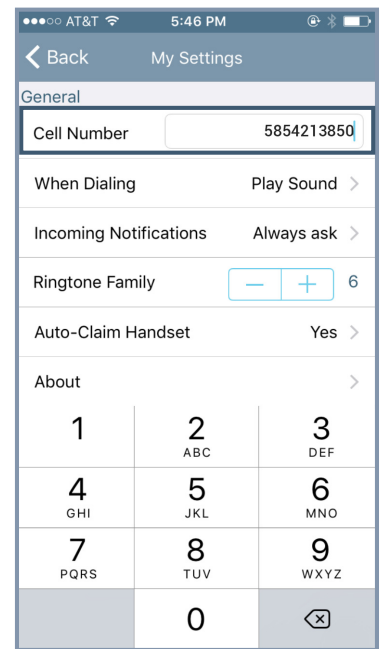 AT&T 5:46 PM
Back My Settings
General
Cell Number 5854213850
When Dialing Play Sound
Incoming Notifications Always ask
Ringtone Family − + 6
Auto-Claim Handset Yes
About
1 2 3
ABC DEF
4 5 6
GHI JKL MNO
7 8 9
PQRS TUV WXYZ
0